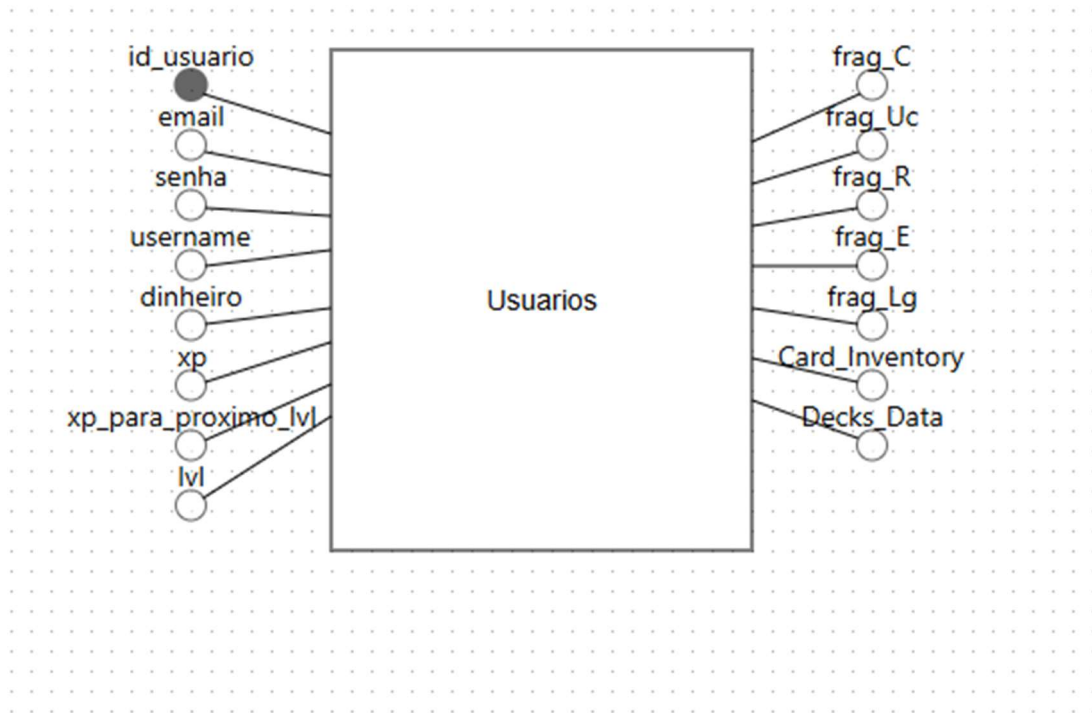 id_usuario
email
senha
username
dinheiro
xp
xp_para_proximo_lvl
lvl
Usuarios
frag_C
frag_Uc
frag_R
frag_E
frag_Lg
Card_Inventory
Decks_Data